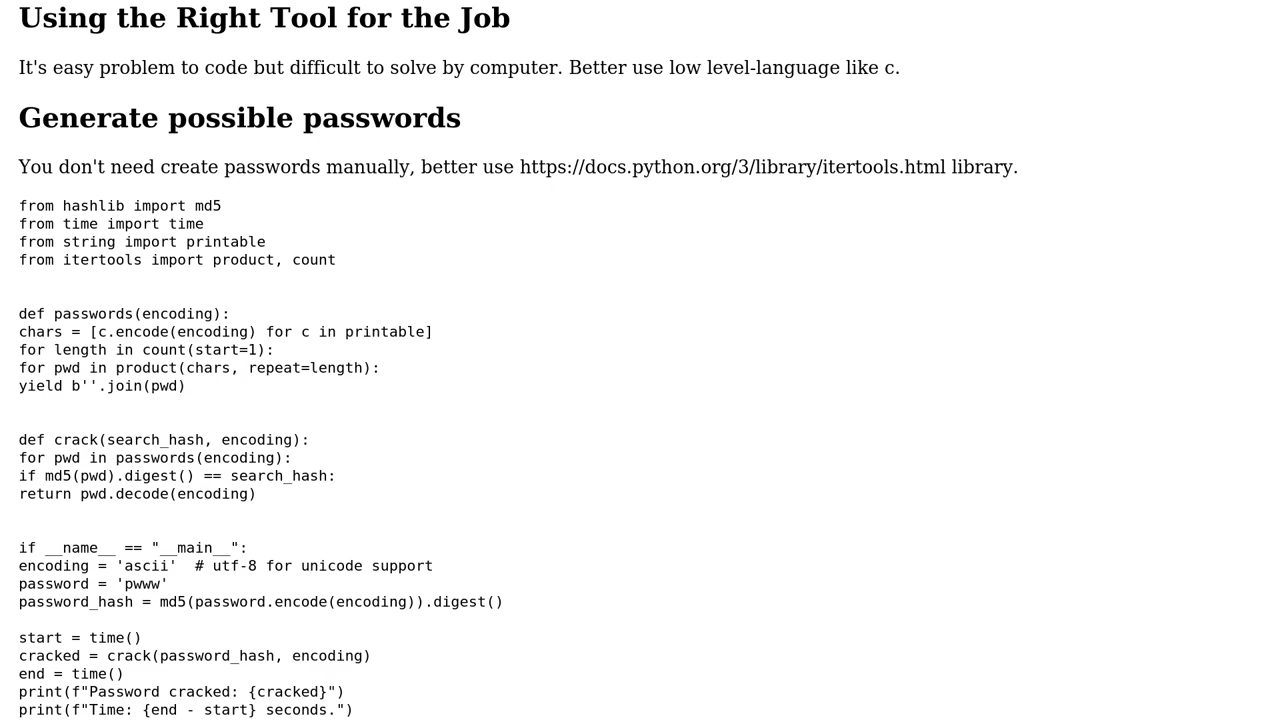 Using the Right Tool for the Job
It's easy problem to code but difficult to solve by computer. Better use low level-language like c.
Generate possible passwords
You don't need create passwords manually, better use https://docs.python.org/3/library/itertools.html library.
from hashlib import md5
from time import time
from string import printable
from itertools import product, count
def passwords(encoding):
chars = [c.encode(encoding) for c in printable]
for length in count(start=1):
for pwd in product(chars, repeat=length):
yield b''.join(pwd)
def crack(search_hash, encoding):
for pwd in passwords(encoding):
if md5(pwd).digest() == search_hash:
return pwd.decode(encoding)
if __name__ == "__main__":
encoding = 'ascii'  # utf-8 for unicode support
password = 'pwww'
password_hash = md5(password.encode(encoding)).digest()
start = time()
cracked = crack(password_hash, encoding)
end = time()
print(f"Password cracked: {cracked}")
print(f"Time: {end - start} seconds.")